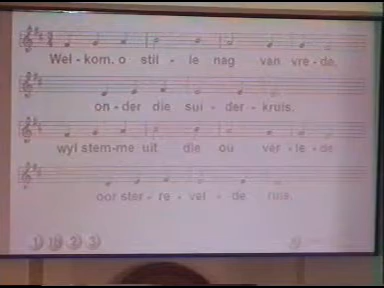 Wel - kom, o stil - le nag van vre - de,
on - der die sui - der - kruis.
wyl stem - me uit die ou ver - le - de
oor ster - re - vel - de ruis.